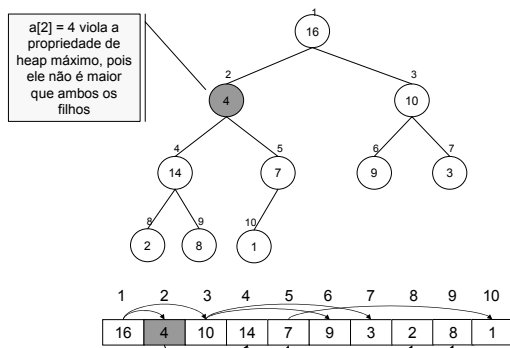 a[2] = 4 viola a
propriedade de
heap máximo, pois
ele não é maior
que ambos os
filhos
1
16
2
3
4
10
4
5
6
7
14
7
9
3
8
9
10
2
8
1
1 2 3 4 5 6 7 8 9 10
16 4 10 14 7 9 3 2 8 1